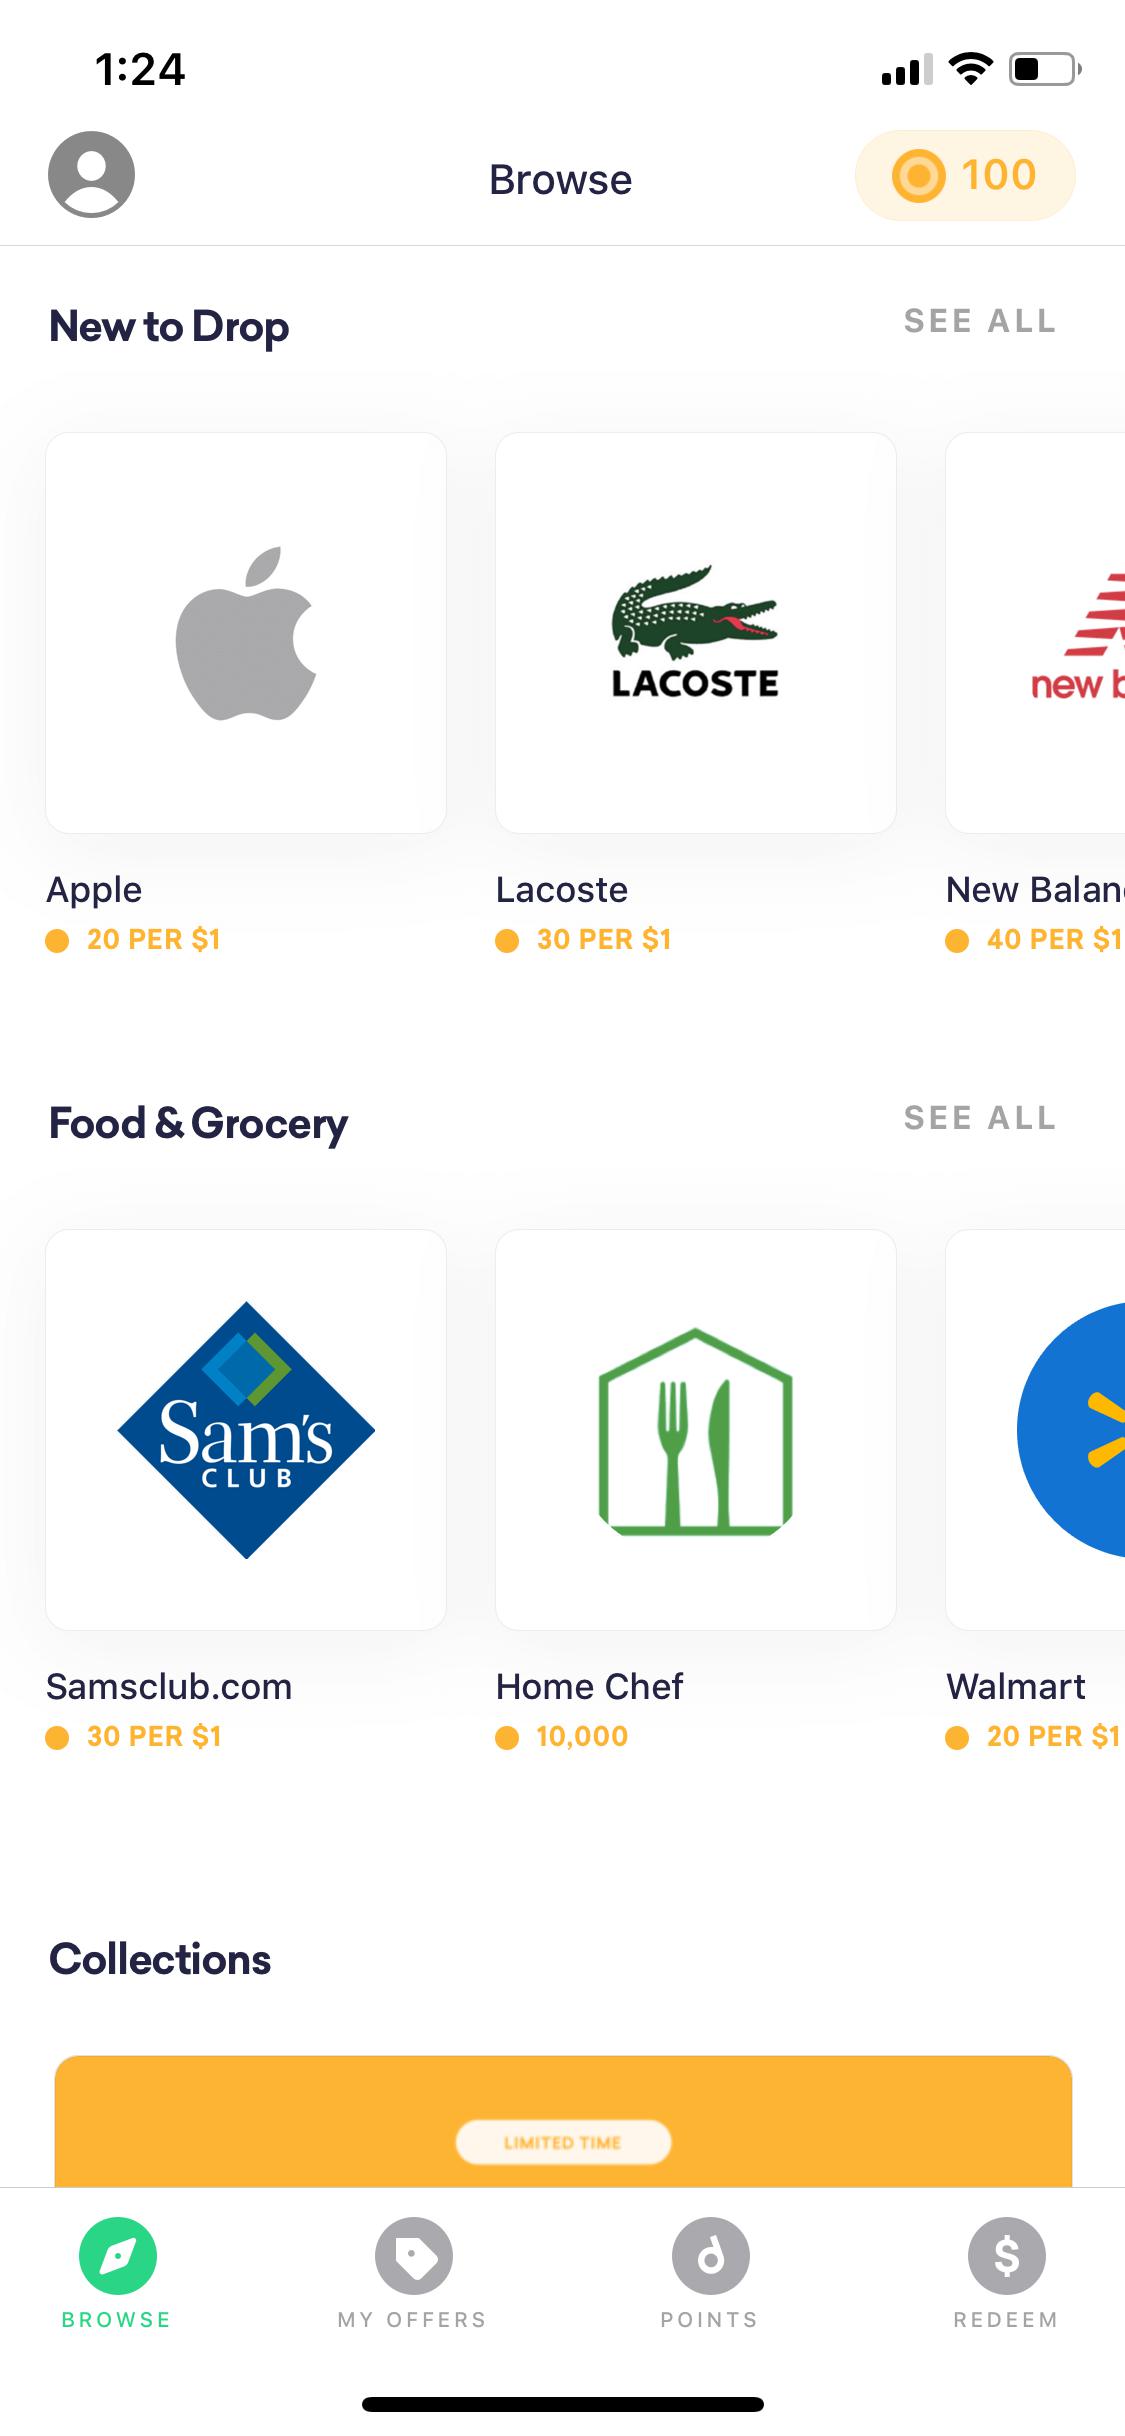 1:24
Browse
100
New to Drop
SEE ALL
LACOSTE
new b
Apple
Lacoste
New Balan
20 PER $1
30 PER $1
40 PER $1
Food & Grocery
SEE ALL
Sam's
CLUB
Samsclub.com
Home Chef
Walmart
30 PER $1
10,000
20 PER $1
Collections
LIMITED TIME
BROWSE
MY OFFERS
POINTS
REDEEM